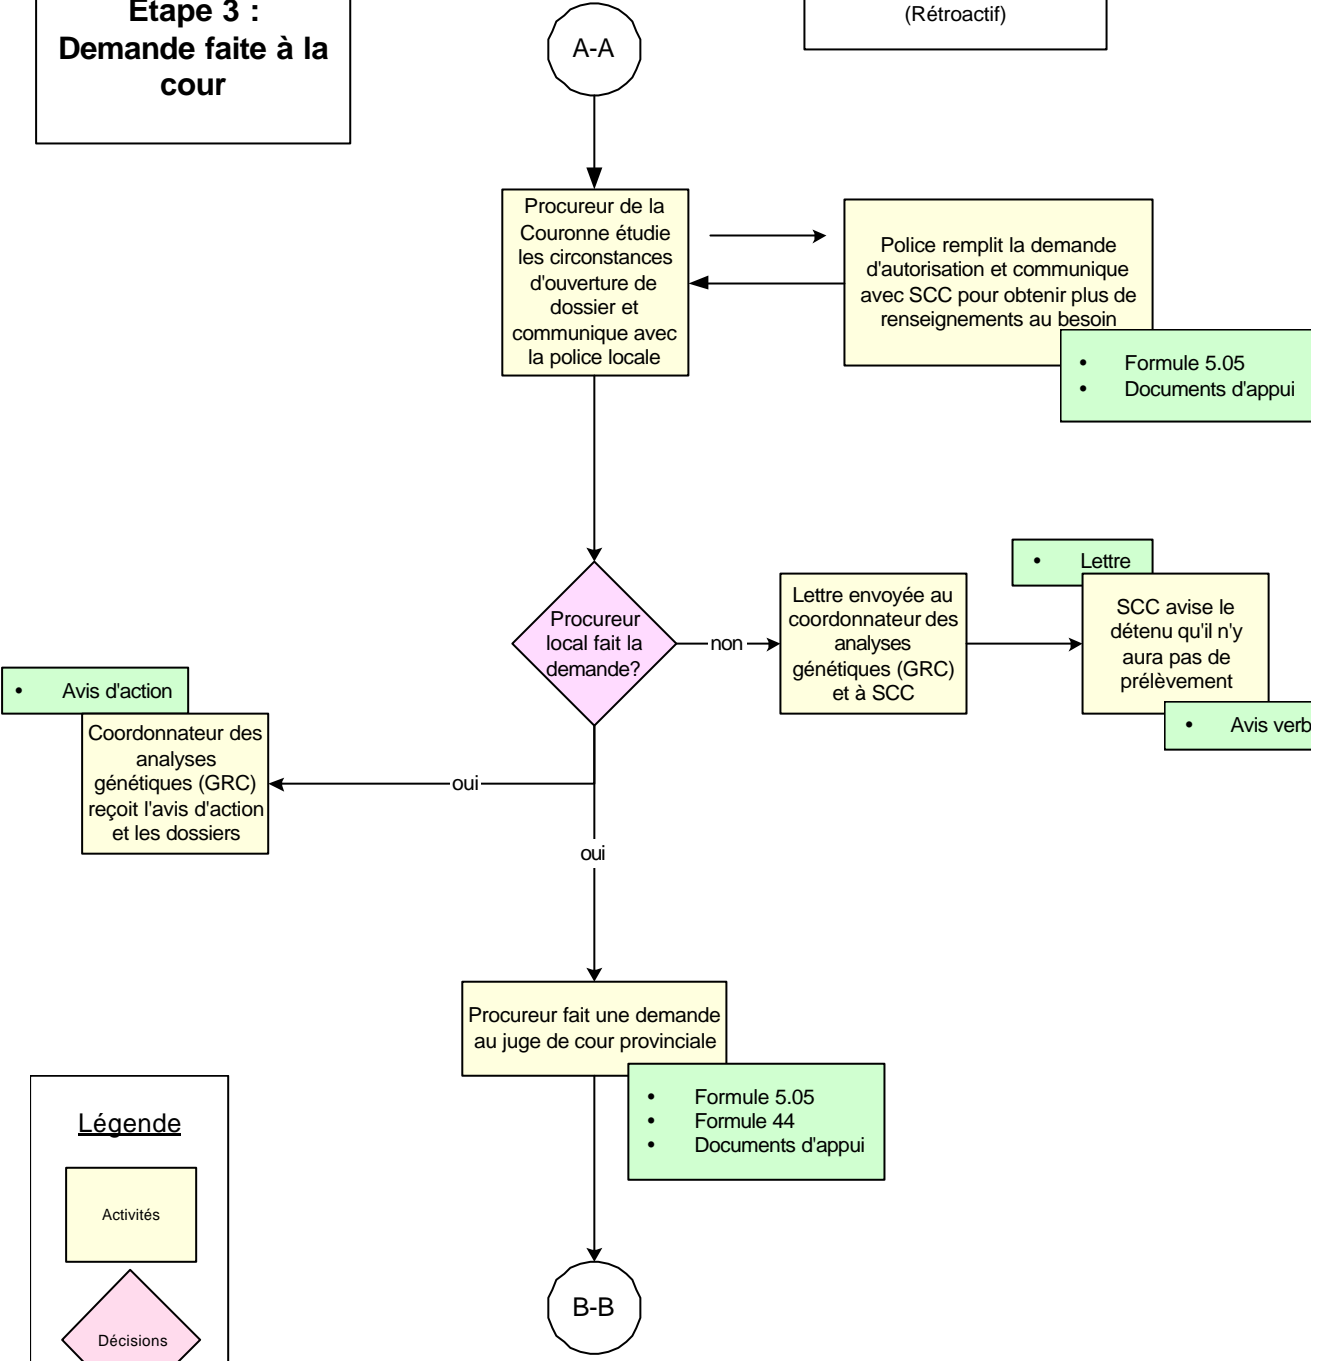 Etape 3 :
Demande faite à la
cour
(Rétroactif)
A-A
Procureur de la
Couronne étudie
les circonstances
d'ouverture de
dossier et
communique avec
la police locale
Police remplit la demande
d'autorisation et communique
avec SCC pour obtenir plus de
renseignements au besoin
• Formule 5.05
• Documents d'appui
Procureur
local fait la
demande?
non
Lettre envoyée au
coordonnateur des
analyses
génétiques (GRC)
et à SCC
• Lettre
SCC avise le
détenu qu'il n'y
aura pas de
prélèvement
• Avis verb
• Avis d'action
Coordonnateur des
analyses
génétiques (GRC)
reçoit l'avis d'action
et les dossiers
oui
oui
Procureur fait une demande
au juge de cour provinciale
• Formule 5.05
• Formule 44
• Documents d'appui
Légende
Activités
Décisions
B-B